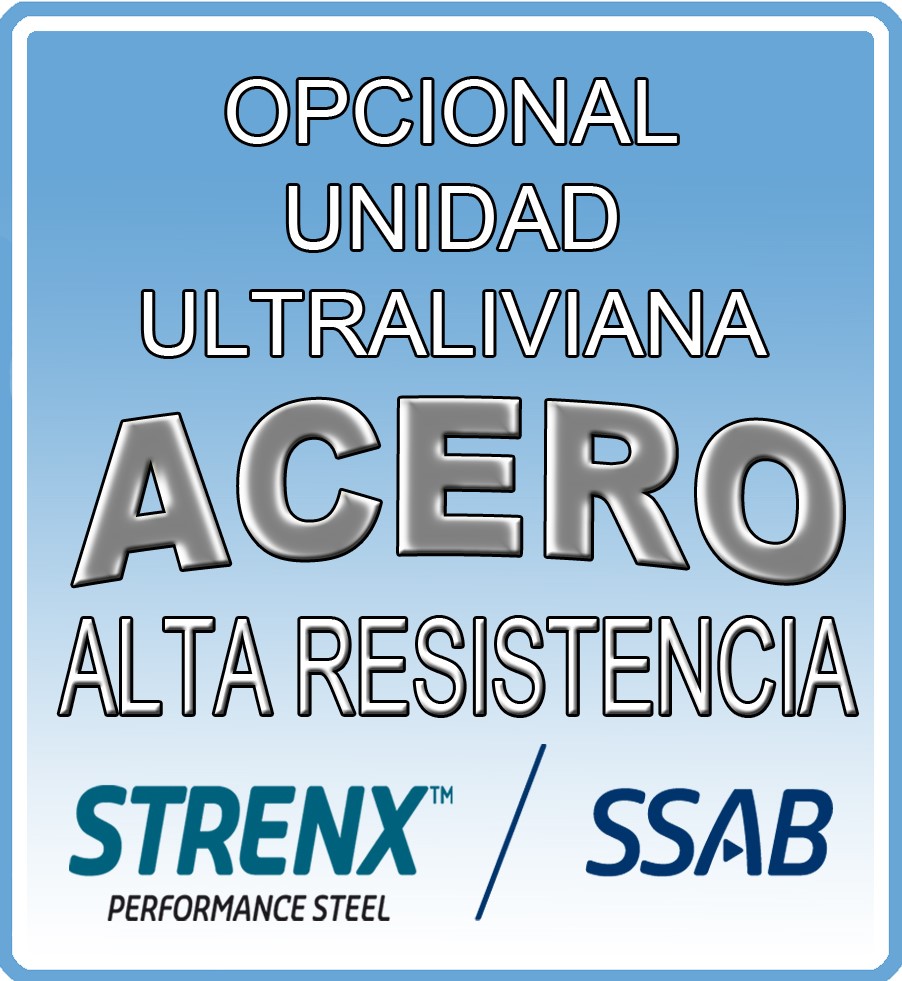 OPCIONAL
UNIDAD
ULTRALIVIANA
ACERO
ALTA RESISTENCIA
STRENX™ / SSAB
PERFORMANCE STEEL